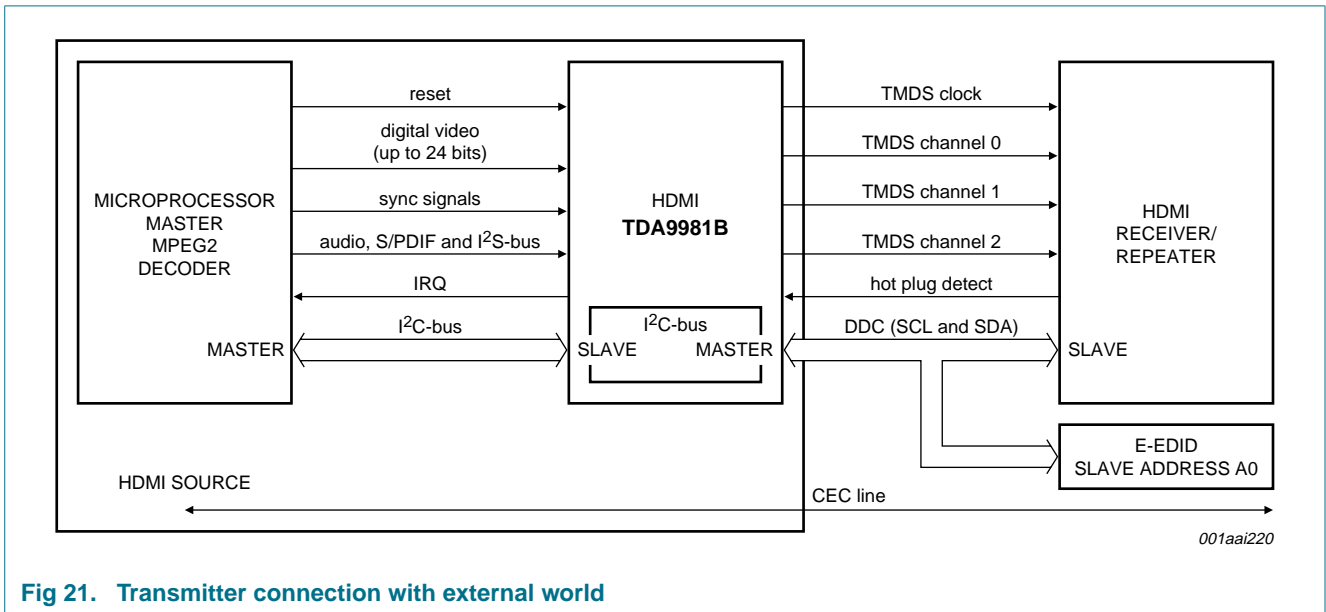 reset
digital video
(up to 24 bits)
sync signals
audio, S/PDIF and I2S-bus
IRQ
I2C-bus
MICROPROCESSOR
MASTER
MPEG2
DECODER
MASTER
HDMI
TDA9981B
I2C-bus
SLAVE MASTER
TMDS clock
TMDS channel 0
TMDS channel 1
TMDS channel 2
hot plug detect
DDC (SCL and SDA)
HDMI
RECEIVER/
REPEATER
SLAVE
E-EDID
SLAVE ADDRESS A0
HDMI SOURCE
CEC line
001aai220
Fig 21. Transmitter connection with external world